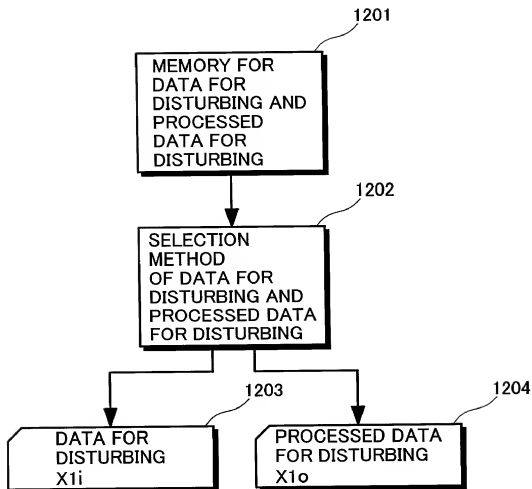 1201
MEMORY FOR
DATA FOR
DISTURBING AND
PROCESSED
DATA FOR
DISTURBING
1202
SELECTION
METHOD
OF DATA FOR
DISTURBING AND
PROCESSED DATA
FOR DISTURBING
1203
DATA FOR
DISTURBING
X1i
1204
PROCESSED DATA
FOR DISTURBING
X1o